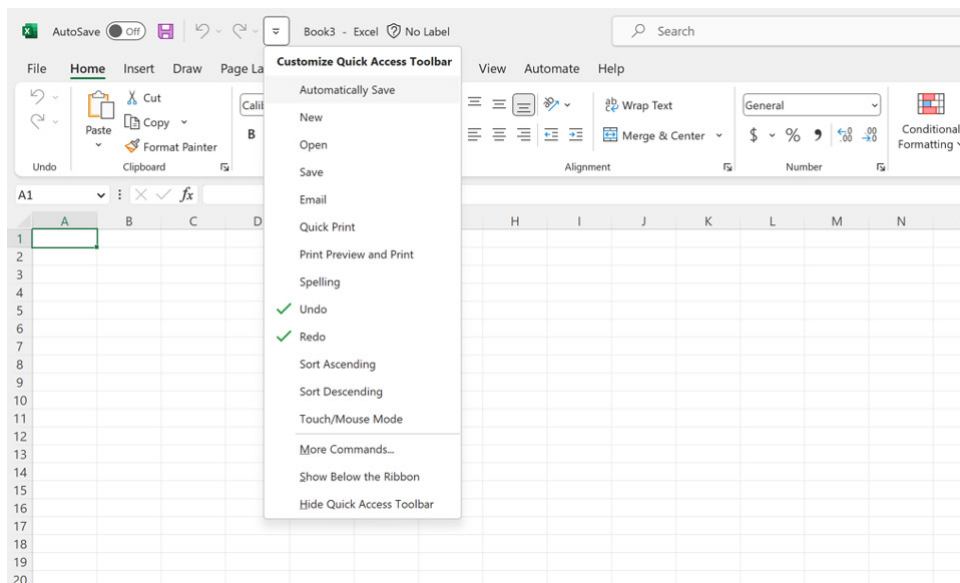 AutoSave Off Book3 - Excel No Label Search
File Home Insert Draw Page La View Automate Help
Customize Quick Access Toolbar
Automatically Save
New
Open
Save
Email
Quick Print
Print Preview and Print
Spelling
Undo
Redo
Sort Ascending
Sort Descending
Touch/Mouse Mode
More Commands...
Show Below the Ribbon
Hide Quick Access Toolbar
Undo
Paste
Cut
Copy
Format Painter
Clipboard
Calib
B
ab Wrap Text
Merge & Center
Alignment
General
$ % , .00
Number
Conditional
Formatting
A1 fx
A B C D H I J K L M N
1
2
3
4
5
6
7
8
9
10
11
12
13
14
15
16
17
18
19
20